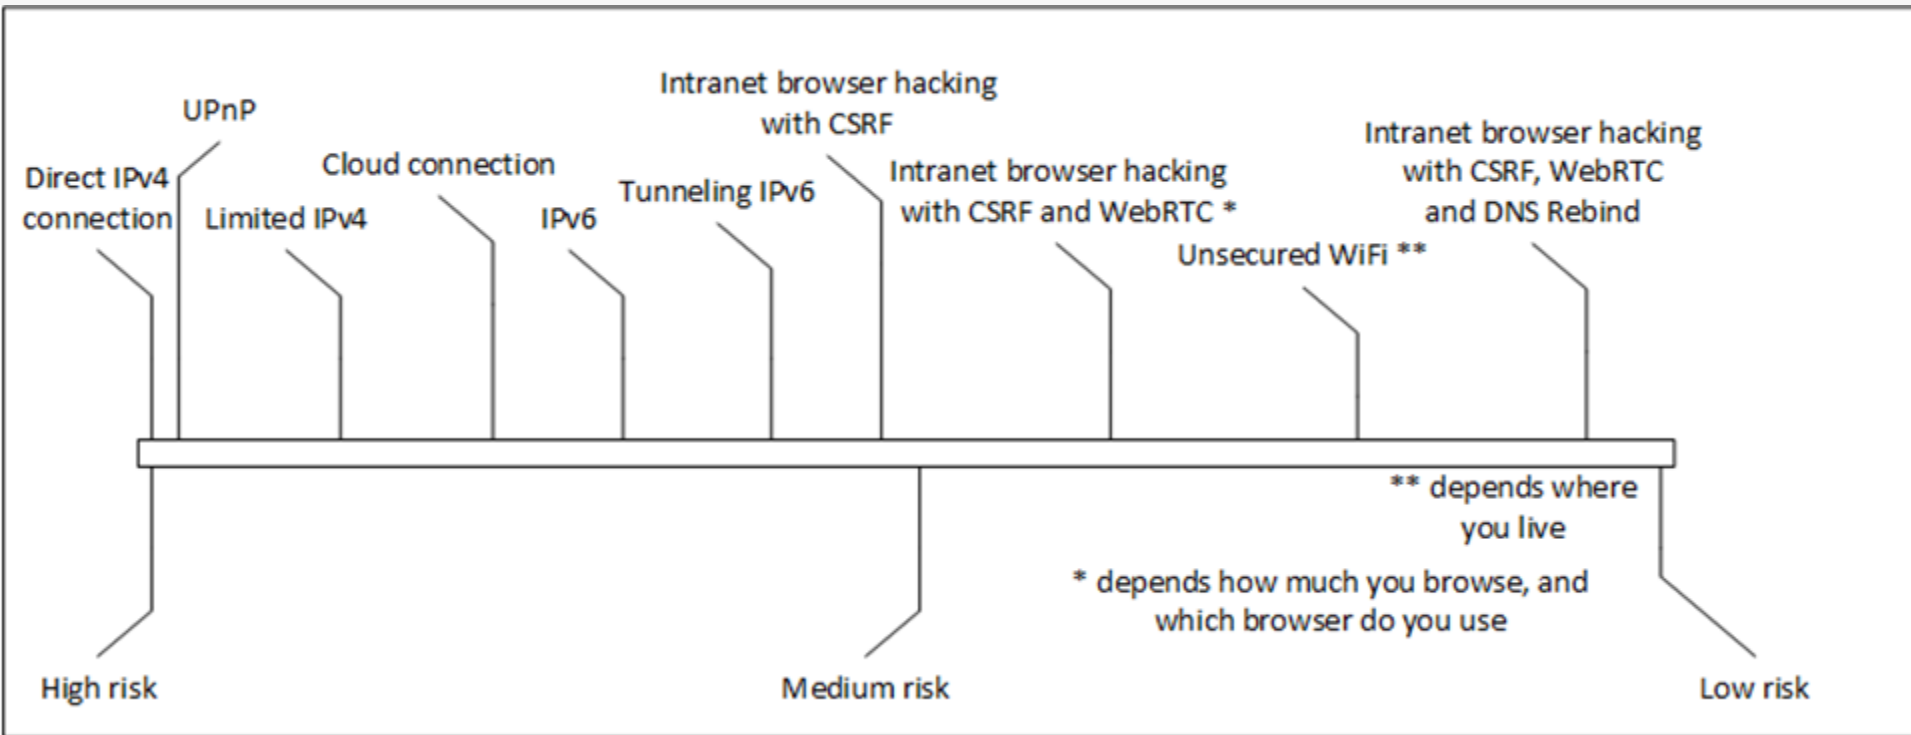 Direct IPv4
connection
UPnP
Limited IPv4
Cloud connection
IPv6
Tunneling IPv6
Intranet browser hacking
with CSRF
Intranet browser hacking
with CSRF and WebRTC *
Unsecured WiFi **
Intranet browser hacking
with CSRF, WebRTC
and DNS Rebind
** depends where
you live
* depends how much you browse, and
which browser do you use
High risk
Medium risk
Low risk